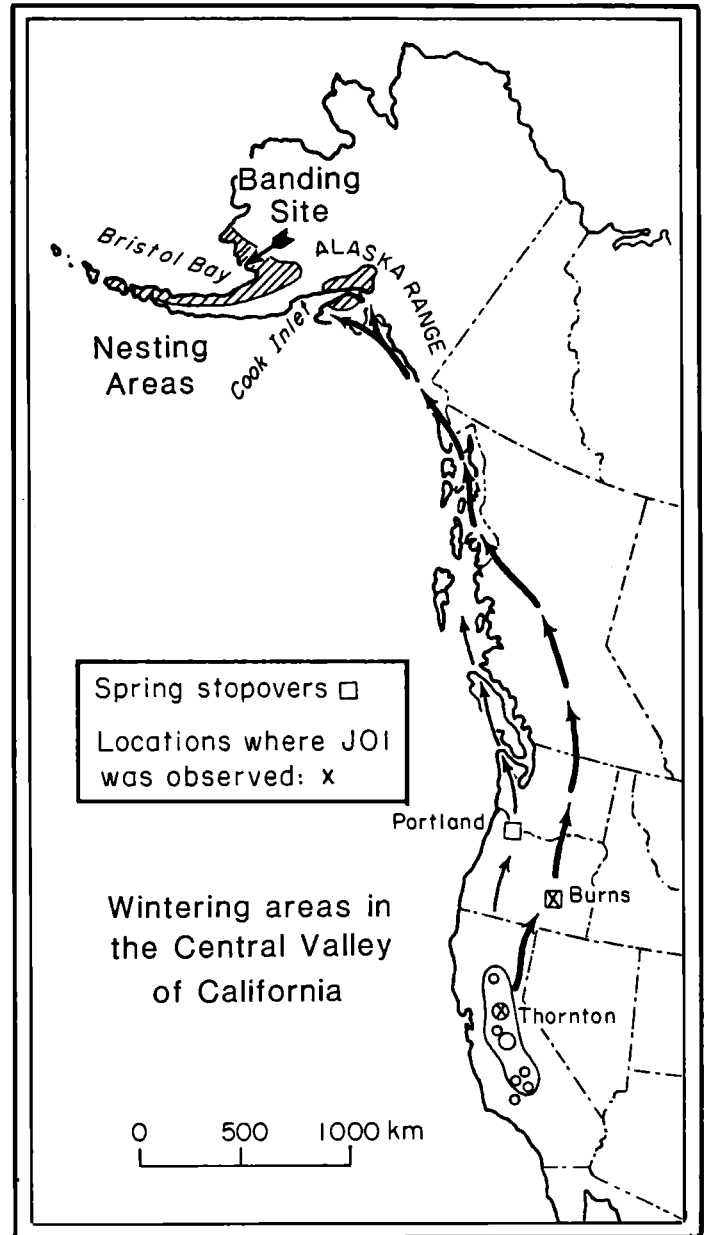 Banding
Site
Bristol Bay
ALASKA RANGE
Nesting
Areas
Cook Inlet
Spring stopovers □
Locations where JO1
was observed: x
Portland
Burns
Wintering areas in
the Central Valley
of California
Thornton
0 500 1000 km